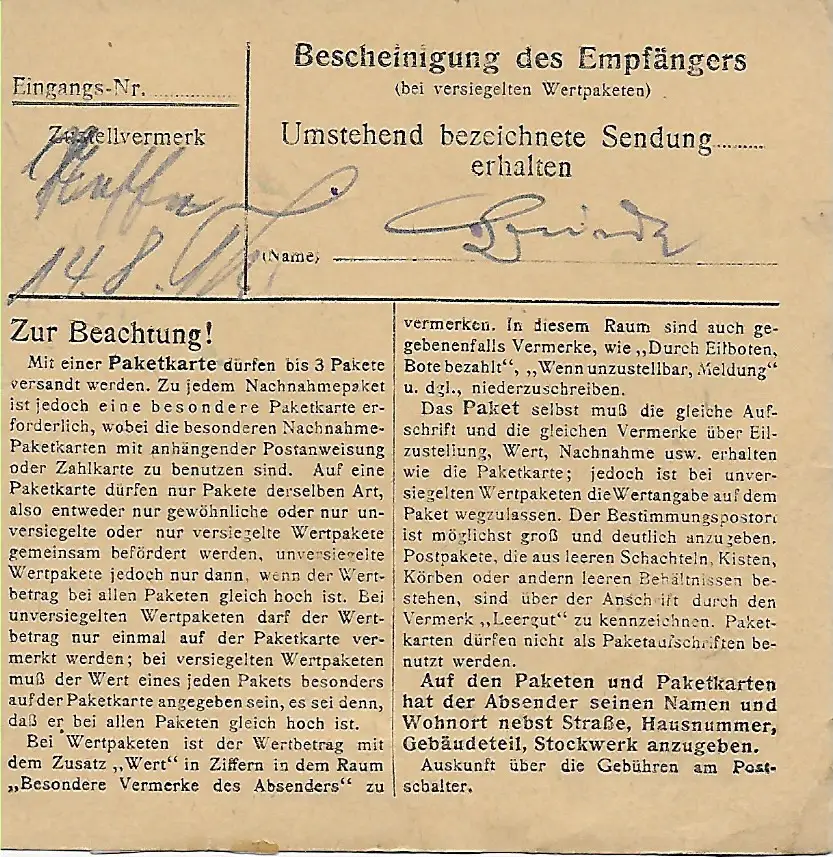 Eingangs-Nr.
Zustellvermerk
14.8.
Bescheinigung des Empfängers
(bei versiegelten Wertpaketen)
Umstehend bezeichnete Sendung
erhalten
(Name)
Zur Beachtung!
Mit einer Paketkarte dürfen bis 3 Pakete
versandt werden. Zu jedem Nachnahmepaket
ist jedoch eine besondere Paketkarte er-
forderlich, wobei die besonderen Nachnahme-
Paketkarten mit anhängender Postanweisung
oder Zahlkarte zu benutzen sind. Auf eine
Paketkarte dürfen nur Pakete derselben Art,
also entweder nur gewöhnliche oder nur un-
versiegelte oder nur versiegelte Wertpakete
gemeinsam befördert werden, unversiegelte
Wertpakete jedoch nur dann, wenn der Wert-
betrag bei allen Paketen gleich hoch ist. Bei
unversiegelten Wertpaketen darf der Wert-
betrag nur einmal auf der Paketkarte ver-
merkt werden; bei versiegelten Wertpaketen
muß der Wert eines jeden Pakets besonders
auf der Paketkarte angegeben sein, es sei denn,
daß er bei allen Paketen gleich hoch ist.
Bei Wertpaketen ist der Wertbetrag mit
dem Zusatz „Wert“ in Ziffern in dem Raum
„Besondere Vermerke des Absenders“ zu
vermerken. In diesem Raum sind auch ge-
gebenenfalls Vermerke, wie „Durch Eilboten,
Bote bezahlt“, „Wenn unzustellbar, Meldung“
u. dgl., niederzuschreiben.
Das Paket selbst muß die gleiche Auf-
schrift und die gleichen Vermerke über Eil-
zustellung, Wert, Nachnahme usw. erhalten
wie die Paketkarte; jedoch ist bei unver-
siegelten Wertpaketen die Wertangabe auf dem
Paket wegzulassen. Der Bestimmungspostort
ist möglichst groß und deutlich anzugeben.
Postpakete, die aus leeren Schachteln, Kisten,
Körben oder andern leeren Behältnissen be-
stehen, sind über der Anschrift durch den
Vermerk „Leergut“ zu kennzeichnen. Paket-
karten dürfen nicht als Paketaufschriften be-
nutzt werden.
Auf den Paketen und Paketkarten
hat der Absender seinen Namen und
Wohnort nebst Straße, Hausnummer,
Gebäudeteil, Stockwerk anzugeben.
Auskunft über die Gebühren am Post-
schalter.